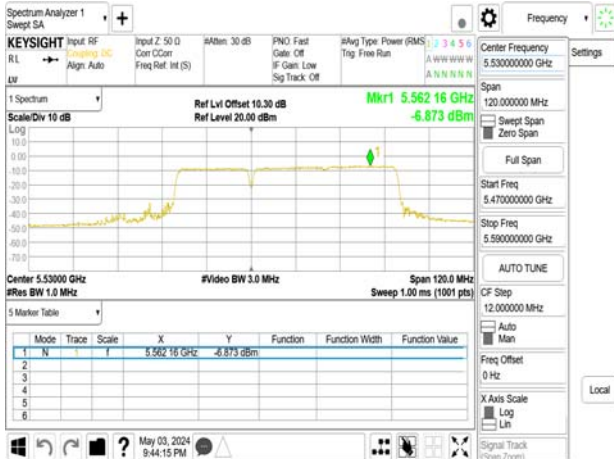 Spectrum Analyzer 1
Swept SA
Frequency
KEYSIGHT
RL
Input: RF
Coupling: DC
Align: Auto
Input Z: 50 Ω
Corr CCorr
Freq Ref: Int (S)
#Atten: 30 dB
PNO: Fast
Gate: Off
IF Gain: Low
Sig Track: Off
#Avg Type: Power (RMS
Trig: Free Run
1 2 3 4 5 6
A W W W W W
A N N N N N
1 Spectrum
Scale/Div 10 dB
Ref Lvl Offset 10.30 dB
Ref Level 20.00 dBm
Mkr1 5.562 16 GHz
-6.873 dBm
Log
10.0
0.00
-10.0
-20.0
-30.0
-40.0
-50.0
-60.0
-70.0
1
Center 5.53000 GHz
#Res BW 1.0 MHz
#Video BW 3.0 MHz
Span 120.0 MHz
Sweep 1.00 ms (1001 pts)
5 Marker Table
Mode Trace Scale X Y Function Function Width Function Value
1 N 1 f 5.562 16 GHz -6.873 dBm
2
3
4
5
6
May 03, 2024
9:44:15 PM
Center Frequency
5.530000000 GHz
Span
120.000000 MHz
Swept Span
Zero Span
Full Span
Start Freq
5.470000000 GHz
Stop Freq
5.590000000 GHz
AUTO TUNE
CF Step
12.000000 MHz
Auto
Man
Freq Offset
0 Hz
X Axis Scale
Log
Lin
Signal Track
(Span Zoom)
Settings
Local